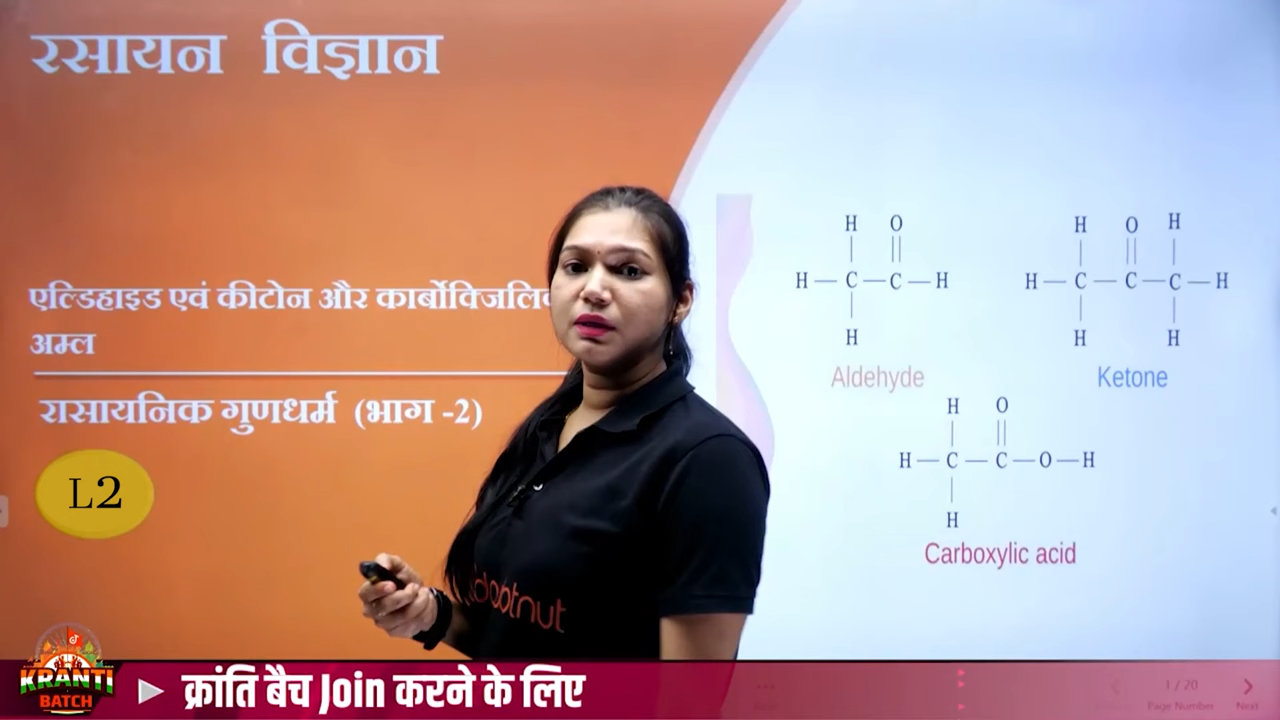 रसायन विज्ञान
एल्डिहाइड एवं कीटोन और कार्बोक्जिलि
अम्ल
रासायनिक गुणधर्म (भाग -2)
L2
H O
H — C — C — H
H
Aldehyde
H O H
H — C — C — C — H
H H
Ketone
H O
H — C — C — O — H
H
Carboxylic acid
doubtnut
KRANTI
BATCH
क्रांति बैच Join करने के लिए
1 / 20
Page Number
Next